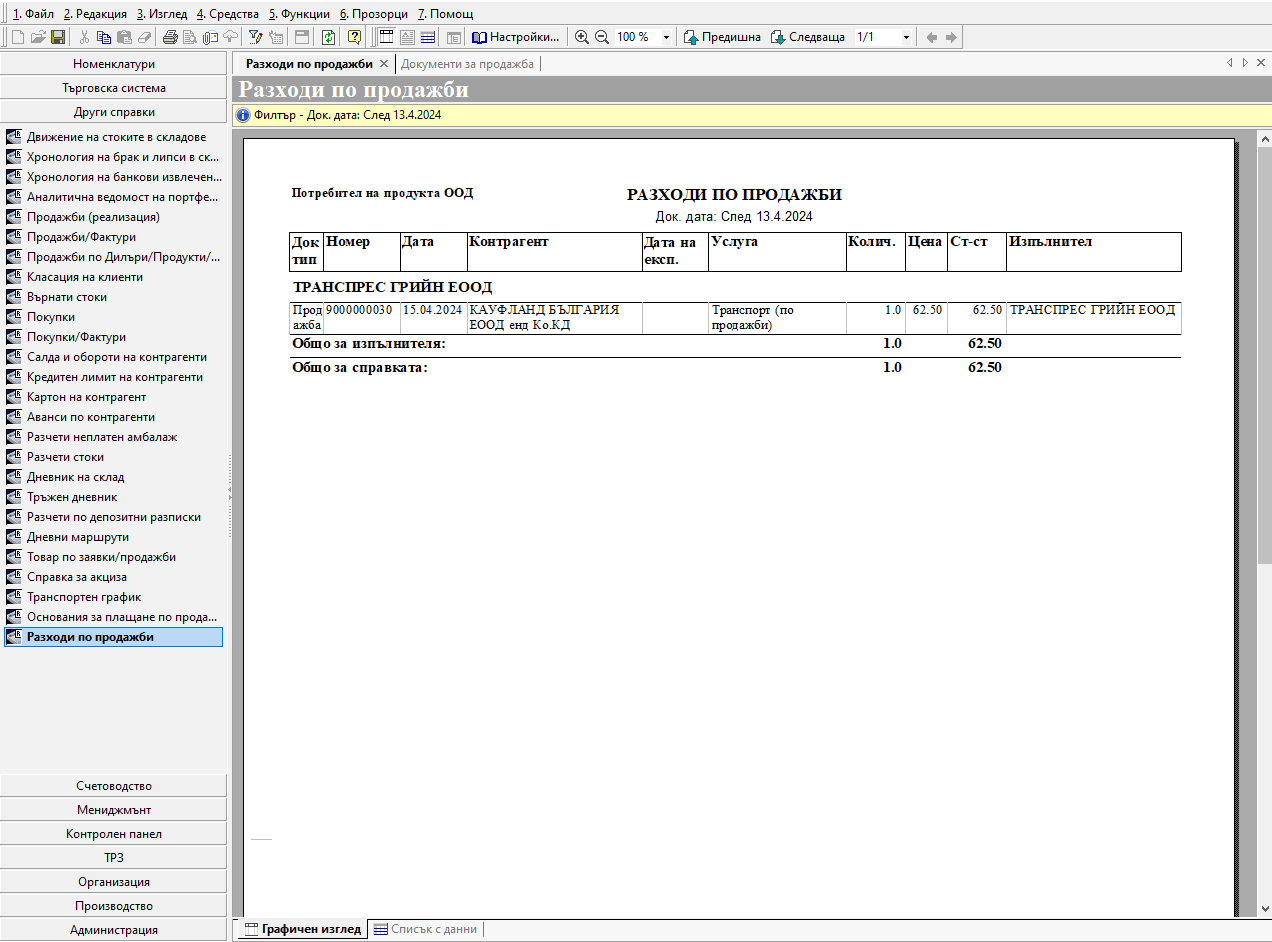 1. Файл 2. Редакция 3. Изглед 4. Средства 5. Функции 6. Прозорци 7. Помощ
Настройки... 100 % Предишна Следваща 1/1
Номенклатури
Търговска система
Други справки
Движение на стоките в складове
Хронология на брак и липси в ск...
Хронология на банкови извлечен...
Аналитична ведомост на портфе...
Продажби (реализация)
Продажби/Фактури
Продажби по Дилъри/Продукти/...
Класация на клиенти
Върнати стоки
Покупки
Покупки/Фактури
Салда и обороти на контрагенти
Кредитен лимит на контрагенти
Картон на контрагент
Аванси по контрагенти
Разчети неплатен амбалаж
Разчети стоки
Дневник на склад
Тръжен дневник
Разчети по депозитни разписки
Дневни маршрути
Товар по заявки/продажби
Справка за акциза
Транспортен график
Основания за плащане по прода...
Разходи по продажби
Счетоводство
Мениджмънт
Контролен панел
ТРЗ
Организация
Производство
Администрация
Разходи по продажби Документи за продажба
Разходи по продажби
Филтър - Док. дата: След 13.4.2024
Потребител на продукта ООД РАЗХОДИ ПО ПРОДАЖБИ
Док. дата: След 13.4.2024
Док Номер Дата Контрагент Дата на Услуга Колич. Цена Ст-ст Изпълнител
тип експ.
ТРАНСПРЕС ГРИЙН ЕООД
Прод 9000000030 15.04.2024 КАУФЛАНД БЪЛГАРИЯ Транспорт (по 1.0 62.50 62.50 ТРАНСПРЕС ГРИЙН ЕООД
ажба ЕООД енд Ко.КД продажби)
Общо за изпълнителя: 1.0 62.50
Общо за справката: 1.0 62.50
Графичен изглед Списък с данни